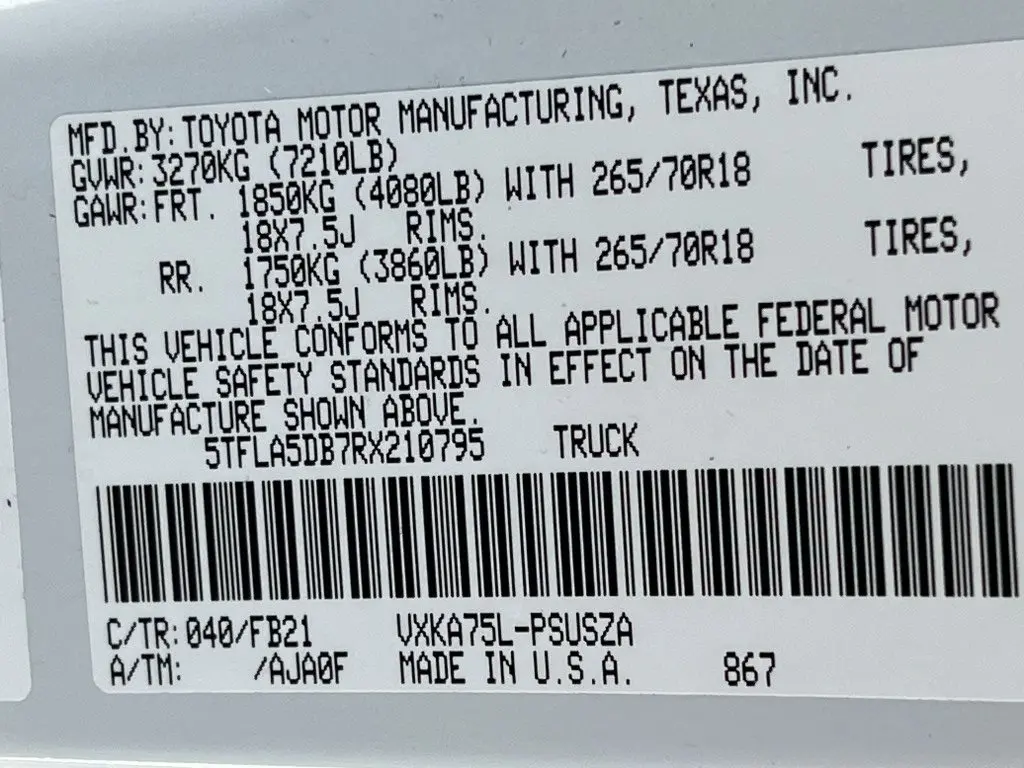 MFD.BY:TOYOTA MOTOR MANUFACTURING, TEXAS, INC.
GVWR:3270KG (7210LB)
GAWR:FRT. 1850KG (4080LB) WITH 265/70R18 TIRES,
18X7.5J RIMS.
RR. 1750KG (3860LB) WITH 265/70R18 TIRES,
18X7.5J RIMS.
THIS VEHICLE CONFORMS TO ALL APPLICABLE FEDERAL MOTOR
VEHICLE SAFETY STANDARDS IN EFFECT ON THE DATE OF
MANUFACTURE SHOWN ABOVE.
5TFLA5DB7RX210795 TRUCK
C/TR:040/FB21 VXKA75L-PSUSZA
A/TM: /AJA0F MADE IN U.S.A. 867